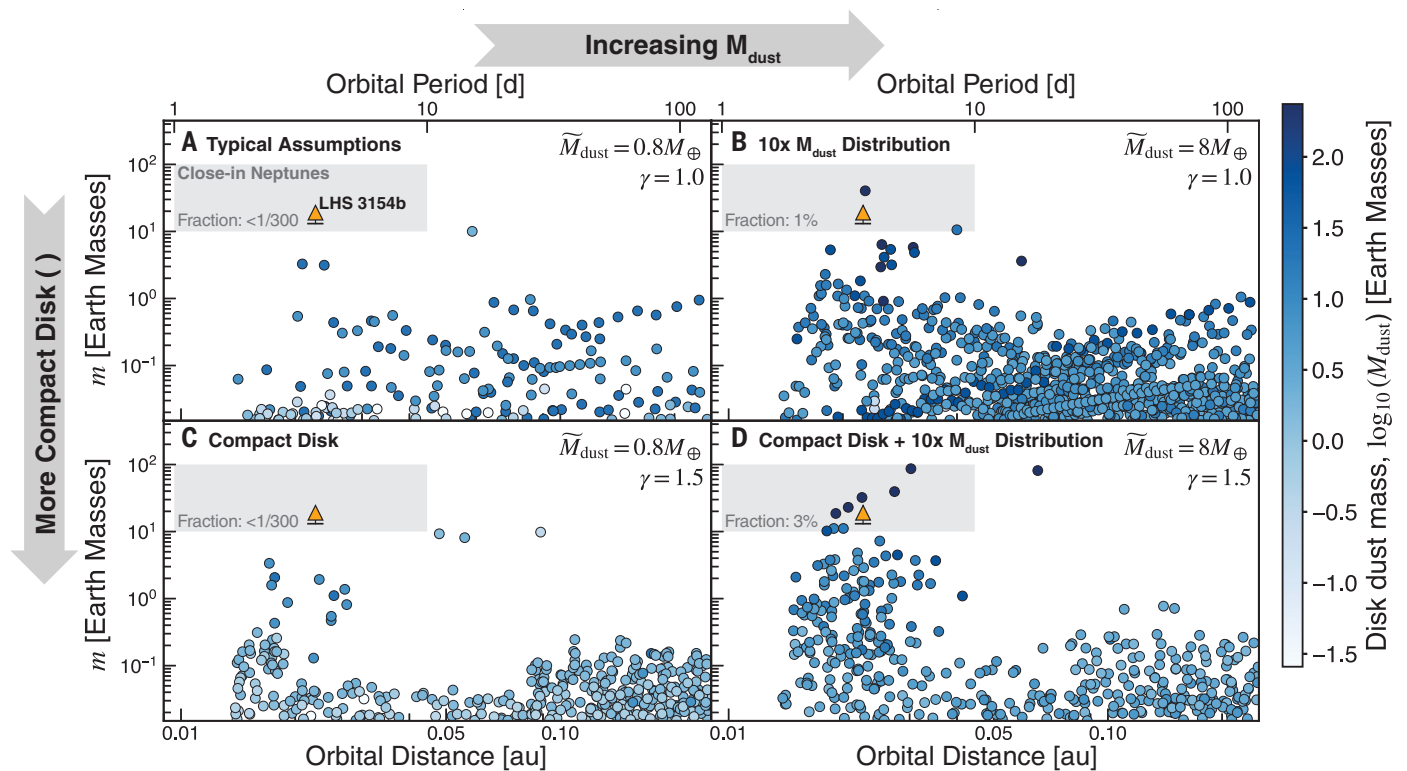 Increasing M_dust
Orbital Period [d]
Orbital Period [d]
1 10 100
1 10 100
More Compact Disk ( )
A Typical Assumptions
M̃_dust = 0.8M_⊕
γ = 1.0
Close-in Neptunes
LHS 3154b
Fraction: <1/300
m [Earth Masses]
10²
10¹
10⁰
10⁻¹
B 10x M_dust Distribution
M̃_dust = 8M_⊕
γ = 1.0
Fraction: 1%
C Compact Disk
M̃_dust = 0.8M_⊕
γ = 1.5
Fraction: <1/300
m [Earth Masses]
10²
10¹
10⁰
10⁻¹
D Compact Disk + 10x M_dust Distribution
M̃_dust = 8M_⊕
γ = 1.5
Fraction: 3%
0.01 0.05 0.10
0.01 0.05 0.10
Orbital Distance [au]
Orbital Distance [au]
2.0
1.5
1.0
0.5
0.0
−0.5
−1.0
−1.5
Disk dust mass, log₁₀ (M_dust) [Earth Masses]